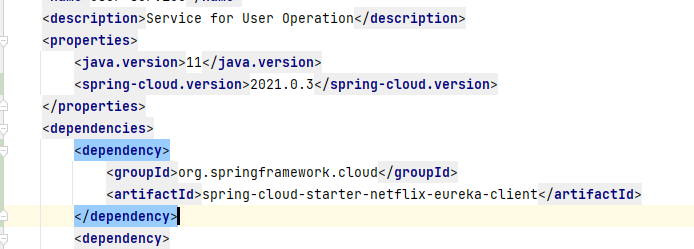 <description>Service for User Operation</description>
<properties>
<java.version>11</java.version>
<spring-cloud.version>2021.0.3</spring-cloud.version>
</properties>
<dependencies>
<dependency>
<groupId>org.springframework.cloud</groupId>
<artifactId>spring-cloud-starter-netflix-eureka-client</artifactId>
</dependency>
<dependency>